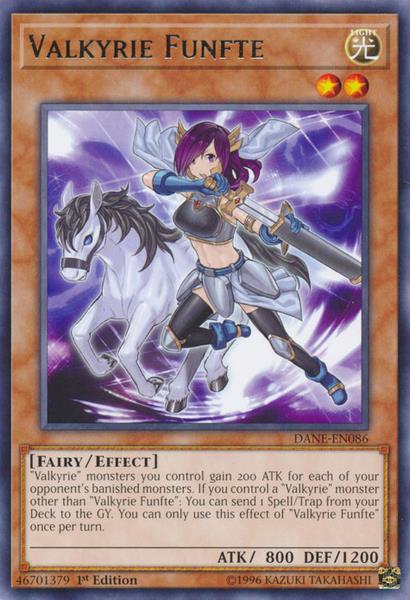 VALKYRIE FUNFTE
LIGHT
光
DANE-EN086
[FAIRY/EFFECT]
"Valkyrie" monsters you control gain 200 ATK for each of your
opponent's banished monsters. If you control a "Valkyrie" monster
other than "Valkyrie Funfte": You can send 1 Spell/Trap from your
Deck to the GY. You can only use this effect of "Valkyrie Funfte"
once per turn.
ATK/ 800 DEF/1200
46701379 1st Edition ©1996 KAZUKI TAKAHASHI